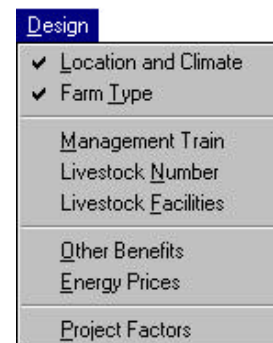 Design
Location and Climate
Farm Type
Management Train
Livestock Number
Livestock Facilities
Other Benefits
Energy Prices
Project Factors